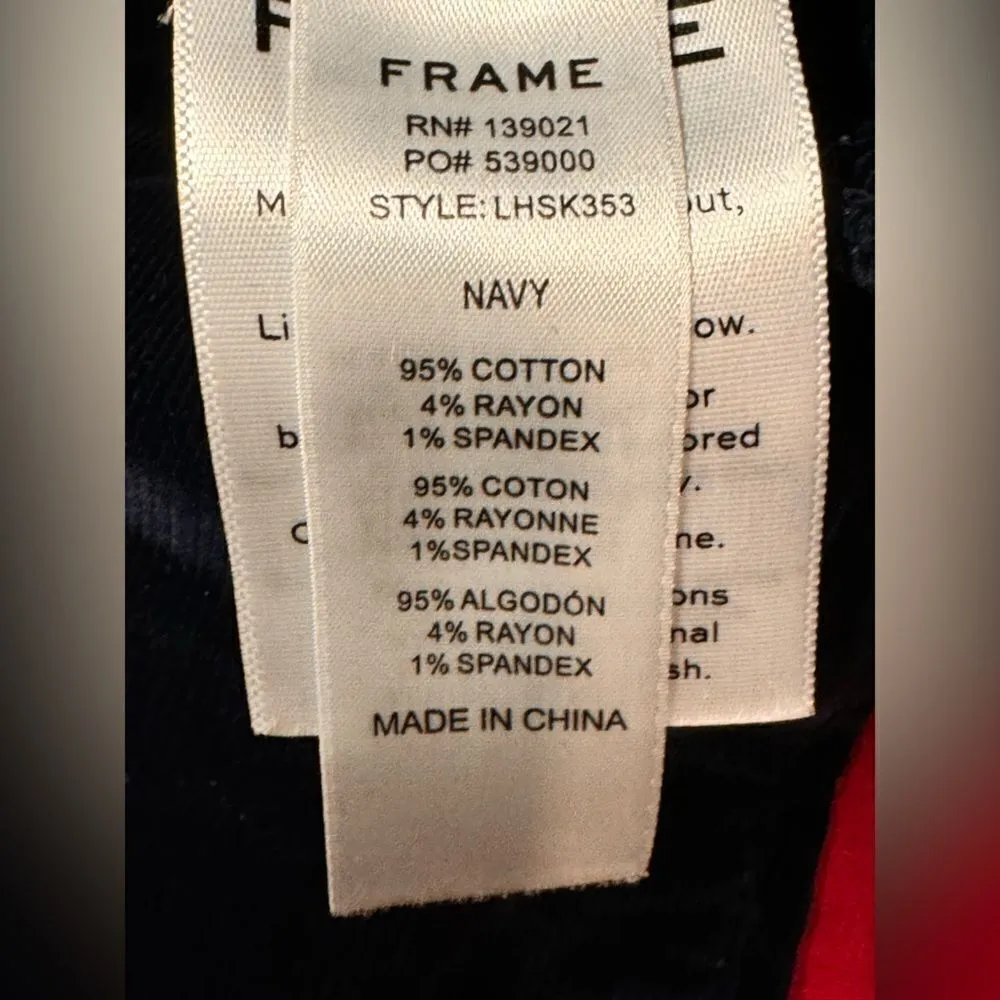 FRAME
RN# 139021
PO# 539000
STYLE: LHSK353
NAVY
95% COTTON
4% RAYON
1% SPANDEX
95% COTON
4% RAYONNE
1%SPANDEX
95% ALGODÓN
4% RAYON
1% SPANDEX
MADE IN CHINA